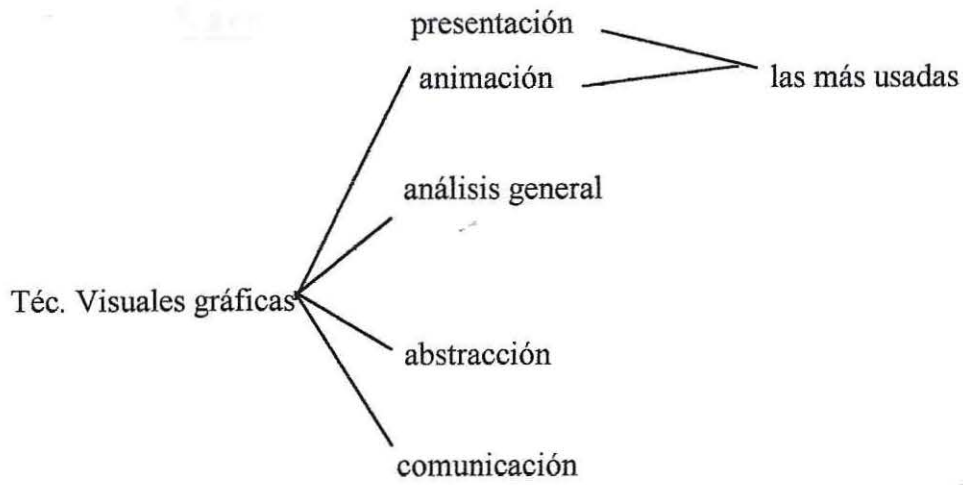 presentación
animación
las más usadas
análisis general
Téc. Visuales gráficas
abstracción
comunicación